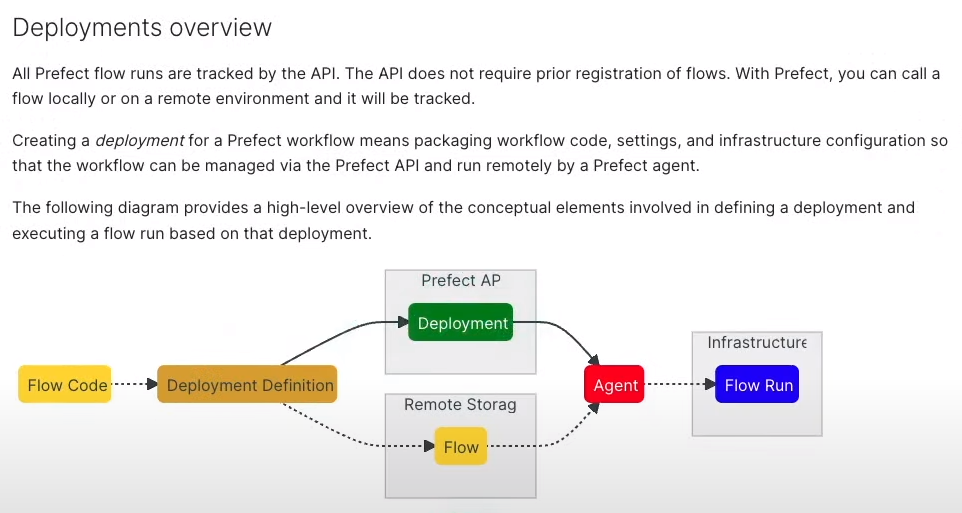 Deployments overview
All Prefect flow runs are tracked by the API. The API does not require prior registration of flows. With Prefect, you can call a
flow locally or on a remote environment and it will be tracked.
Creating a deployment for a Prefect workflow means packaging workflow code, settings, and infrastructure configuration so
that the workflow can be managed via the Prefect API and run remotely by a Prefect agent.
The following diagram provides a high-level overview of the conceptual elements involved in defining a deployment and
executing a flow run based on that deployment.
Prefect AP
Deployment
Infrastructure
Flow Code
Deployment Definition
Agent
Flow Run
Remote Storag
Flow